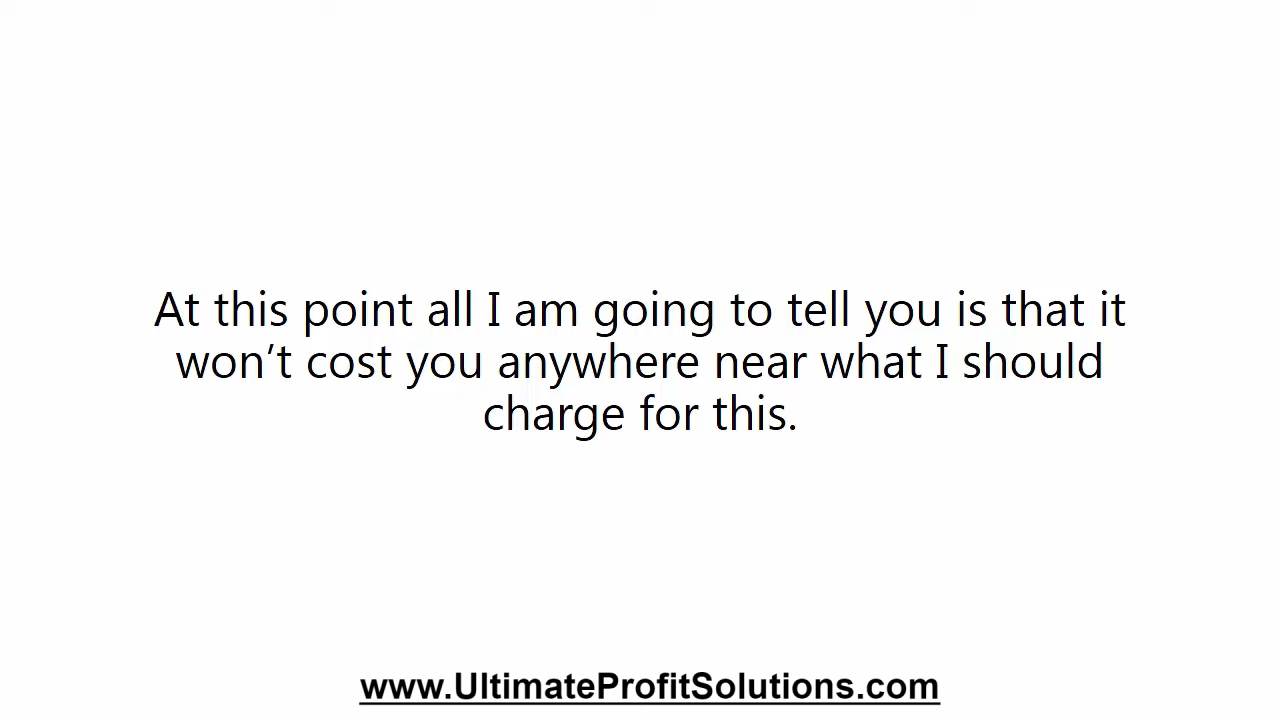 At this point all I am going to tell you is that it
won’t cost you anywhere near what I should
charge for this.
www.UltimateProfitSolutions.com